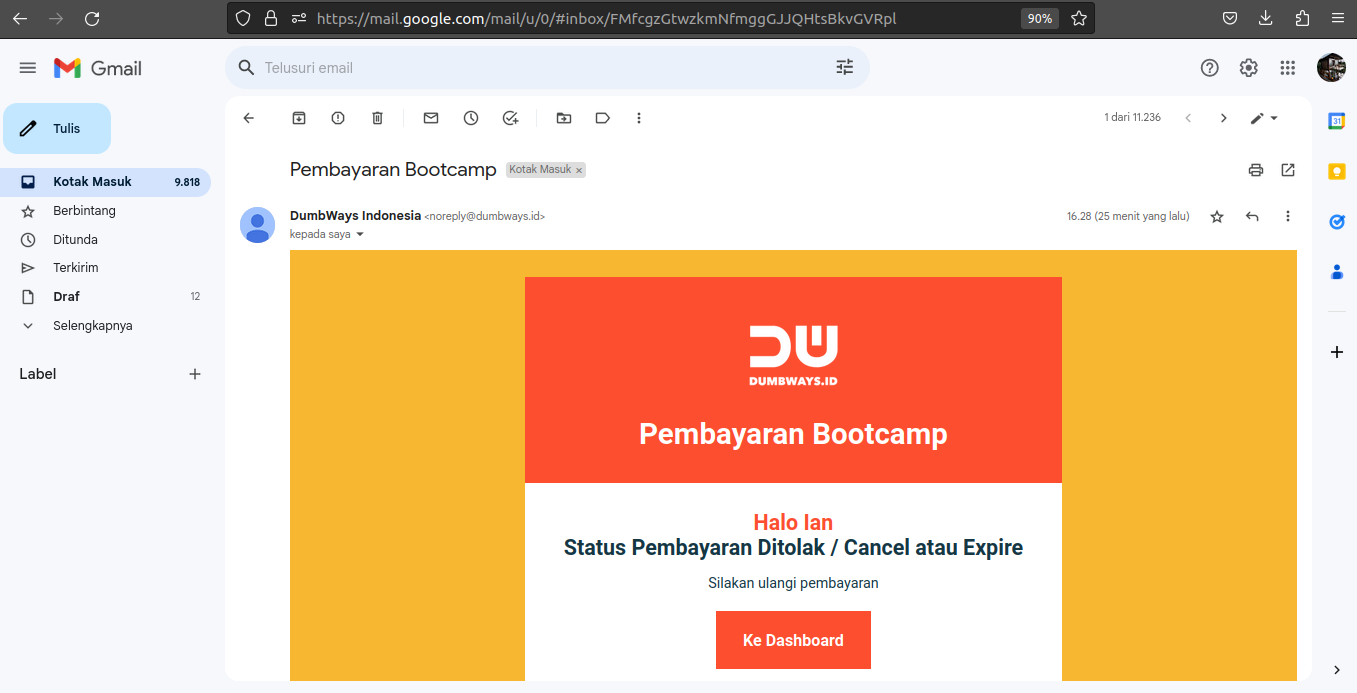 https://mail.google.com/mail/u/0/#inbox/FMfcgzGtwzkmNfmggGJJQHtsBkvGVRpl
90%
Gmail
Telusuri email
Tulis
1 dari 11.236
Kotak Masuk 9.818
Berbintang
Ditunda
Terkirim
Draf 12
Selengkapnya
Label
Pembayaran Bootcamp Kotak Masuk ×
DumbWays Indonesia <noreply@dumbways.id>
16.28 (25 menit yang lalu)
kepada saya
DW
DUMBWAYS.ID
Pembayaran Bootcamp
Halo Ian
Status Pembayaran Ditolak / Cancel atau Expire
Silakan ulangi pembayaran
Ke Dashboard
31